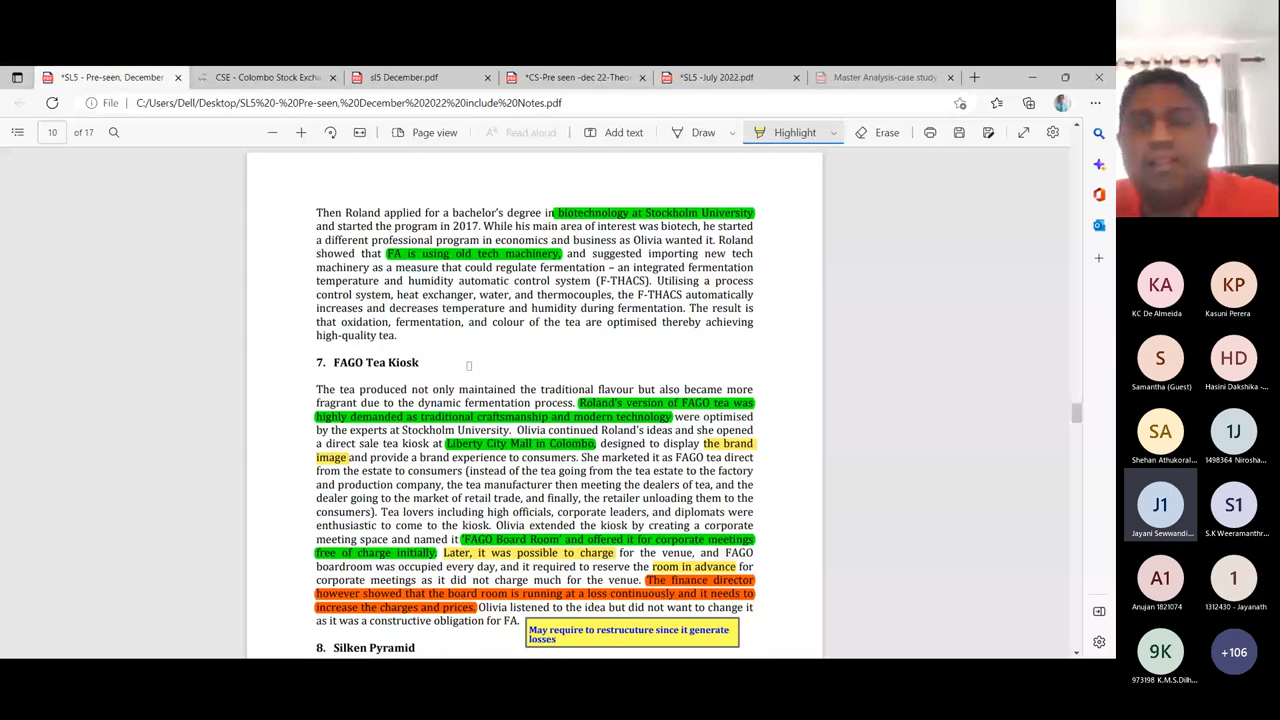 *SL5 - Pre-seen, December
CSE - Colombo Stock Excha
sl5 December.pdf
*CS-Pre seen -dec 22-Theo
*SL5 -July 2022.pdf
Master Analysis-case study
File
C:/Users/Dell/Desktop/SL5%20-%20Pre-seen,%20December%202022%20include%20Notes.pdf
10 of 17
Page view
Read aloud
Add text
Draw
Highlight
Erase
Then Roland applied for a bachelor's degree in biotechnology at Stockholm University
and started the program in 2017. While his main area of interest was biotech, he started
a different professional program in economics and business as Olivia wanted it. Roland
showed that FA is using old tech machinery, and suggested importing new tech
machinery as a measure that could regulate fermentation – an integrated fermentation
temperature and humidity automatic control system (F-THACS). Utilising a process
control system, heat exchanger, water, and thermocouples, the F-THACS automatically
increases and decreases temperature and humidity during fermentation. The result is
that oxidation, fermentation, and colour of the tea are optimised thereby achieving
high-quality tea.
7. FAGO Tea Kiosk
The tea produced not only maintained the traditional flavour but also became more
fragrant due to the dynamic fermentation process. Roland's version of FAGO tea was
highly demanded as traditional craftsmanship and modern technology were optimised
by the experts at Stockholm University. Olivia continued Roland's ideas and she opened
a direct sale tea kiosk at Liberty City Mall in Colombo, designed to display the brand
image and provide a brand experience to consumers. She marketed it as FAGO tea direct
from the estate to consumers (instead of the tea going from the tea estate to the factory
and production company, the tea manufacturer then meeting the dealers of tea, and the
dealer going to the market of retail trade, and finally, the retailer unloading them to the
consumers). Tea lovers including high officials, corporate leaders, and diplomats were
enthusiastic to come to the kiosk. Olivia extended the kiosk by creating a corporate
meeting space and named it 'FAGO Board Room' and offered it for corporate meetings
free of charge initially. Later, it was possible to charge for the venue, and FAGO
boardroom was occupied every day, and it required to reserve the room in advance for
corporate meetings as it did not charge much for the venue. The finance director
however showed that the board room is running at a loss continuously and it needs to
increase the charges and prices. Olivia listened to the idea but did not want to change it
as it was a constructive obligation for FA.
May require to restrucuture since it generate
losses
8. Silken Pyramid
KA
KC De Almeida
KP
Kasuni Perera
S
Samantha (Guest)
HD
Hasini Dakshika -...
SA
Shehan Athukoral...
1J
1498364 Nirosha...
J1
Jayani Sewwandi...
S1
S.K Weeramanthr...
A1
Anujan 1821074
1
1312430 - Jayanath
9K
973198 K.M.S.Dilh...
+106